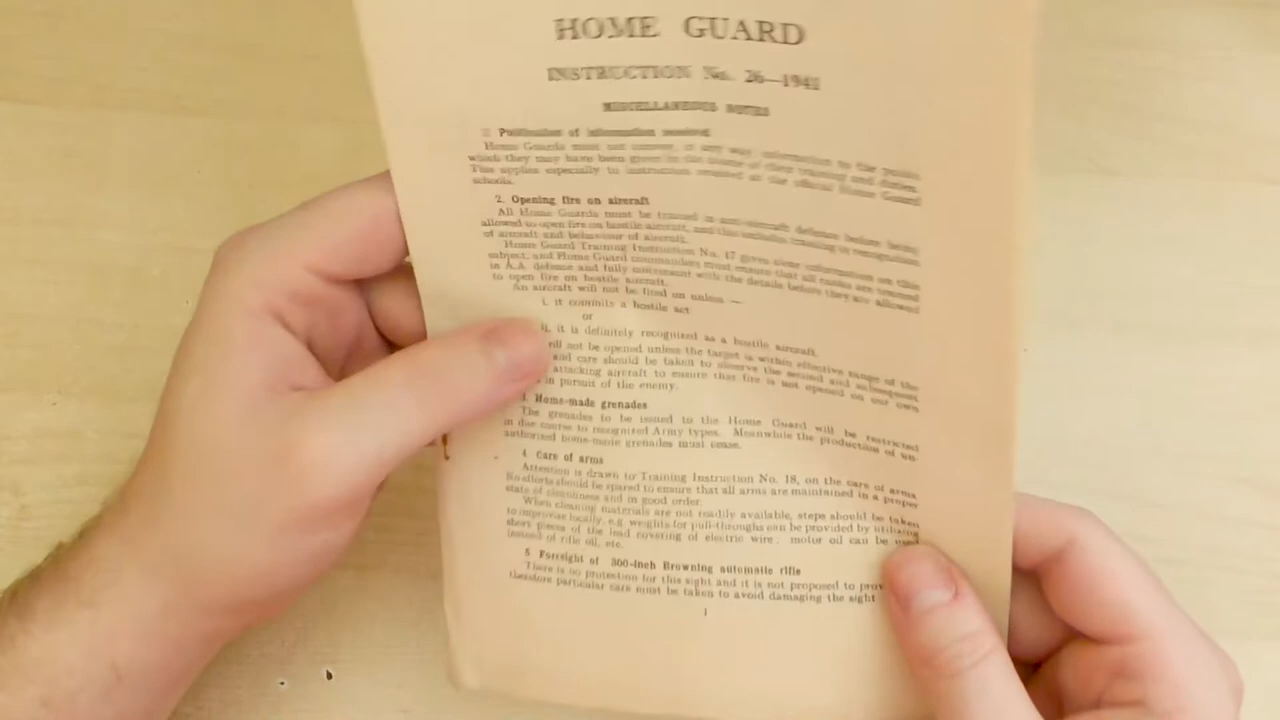 HOME GUARD
INSTRUCTION No. 26—1941
MISCELLANEOUS NOTES
1. Publication of information received
Home Guards must not convey, in any way, information to the public
which they may have been given in the course of their training and duties.
This applies especially to instruction received at the official Home Guard
schools.
2. Opening fire on aircraft
All Home Guards must be trained in anti-aircraft defence before being
allowed to open fire on hostile aircraft, and this includes training in recognition
of aircraft and behaviour of aircraft.
Home Guard Training Instruction No. 17 gives clear information on this
subject, and Home Guard commanders must ensure that all ranks are trained
in A.A. defence and fully conversant with the details before they are allowed
to open fire on hostile aircraft.
An aircraft will not be fired on unless —
i. it commits a hostile act
or
ii. it is definitely recognized as a hostile aircraft.
will not be opened unless the target is within effective range of the
and care should be taken to observe the second and subsequent
attacking aircraft to ensure that fire is not opened on our own
in pursuit of the enemy.
3. Home-made grenades
The grenades to be issued to the Home Guard will be restricted
in due course to recognized Army types. Meanwhile the production of un-
authorized home-made grenades must cease.
4. Care of arms
Attention is drawn to Training Instruction No. 18, on the care of arms
No efforts should be spared to ensure that all arms are maintained in a proper
state of cleanliness and in good order.
When cleaning materials are not readily available, steps should be taken
to improvise locally, e.g. weights for pull-throughs can be provided by utilizing
short pieces of the lead covering of electric wire, motor oil can be used
instead of rifle oil, etc.
5. Foresight of ·300-inch Browning automatic rifle
There is no protection for this sight and it is not proposed to
therefore particular care must be taken to avoid damaging the sight
1